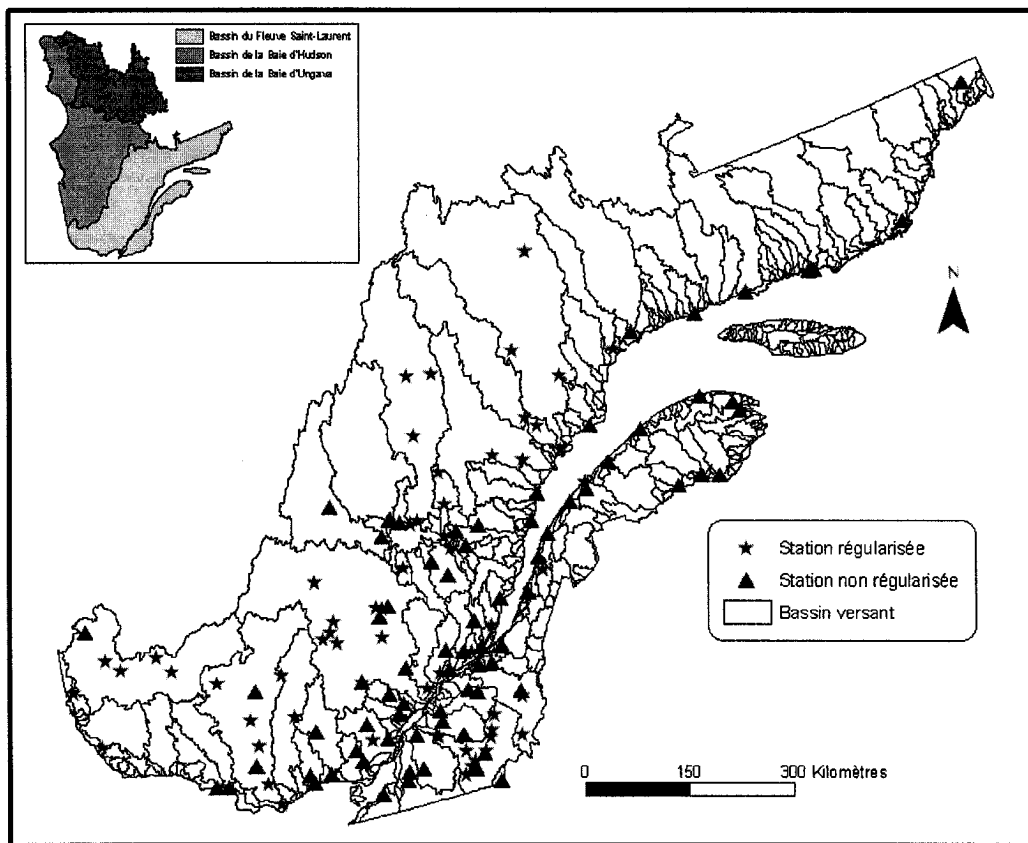 Bassin du Fleuve Saint-Laurent
Bassin de la Baie d'Hudson
Bassin de la Baie d'Ungava
N
Station régularisée
Station non régularisée
Bassin versant
0 150 300 Kilomètres